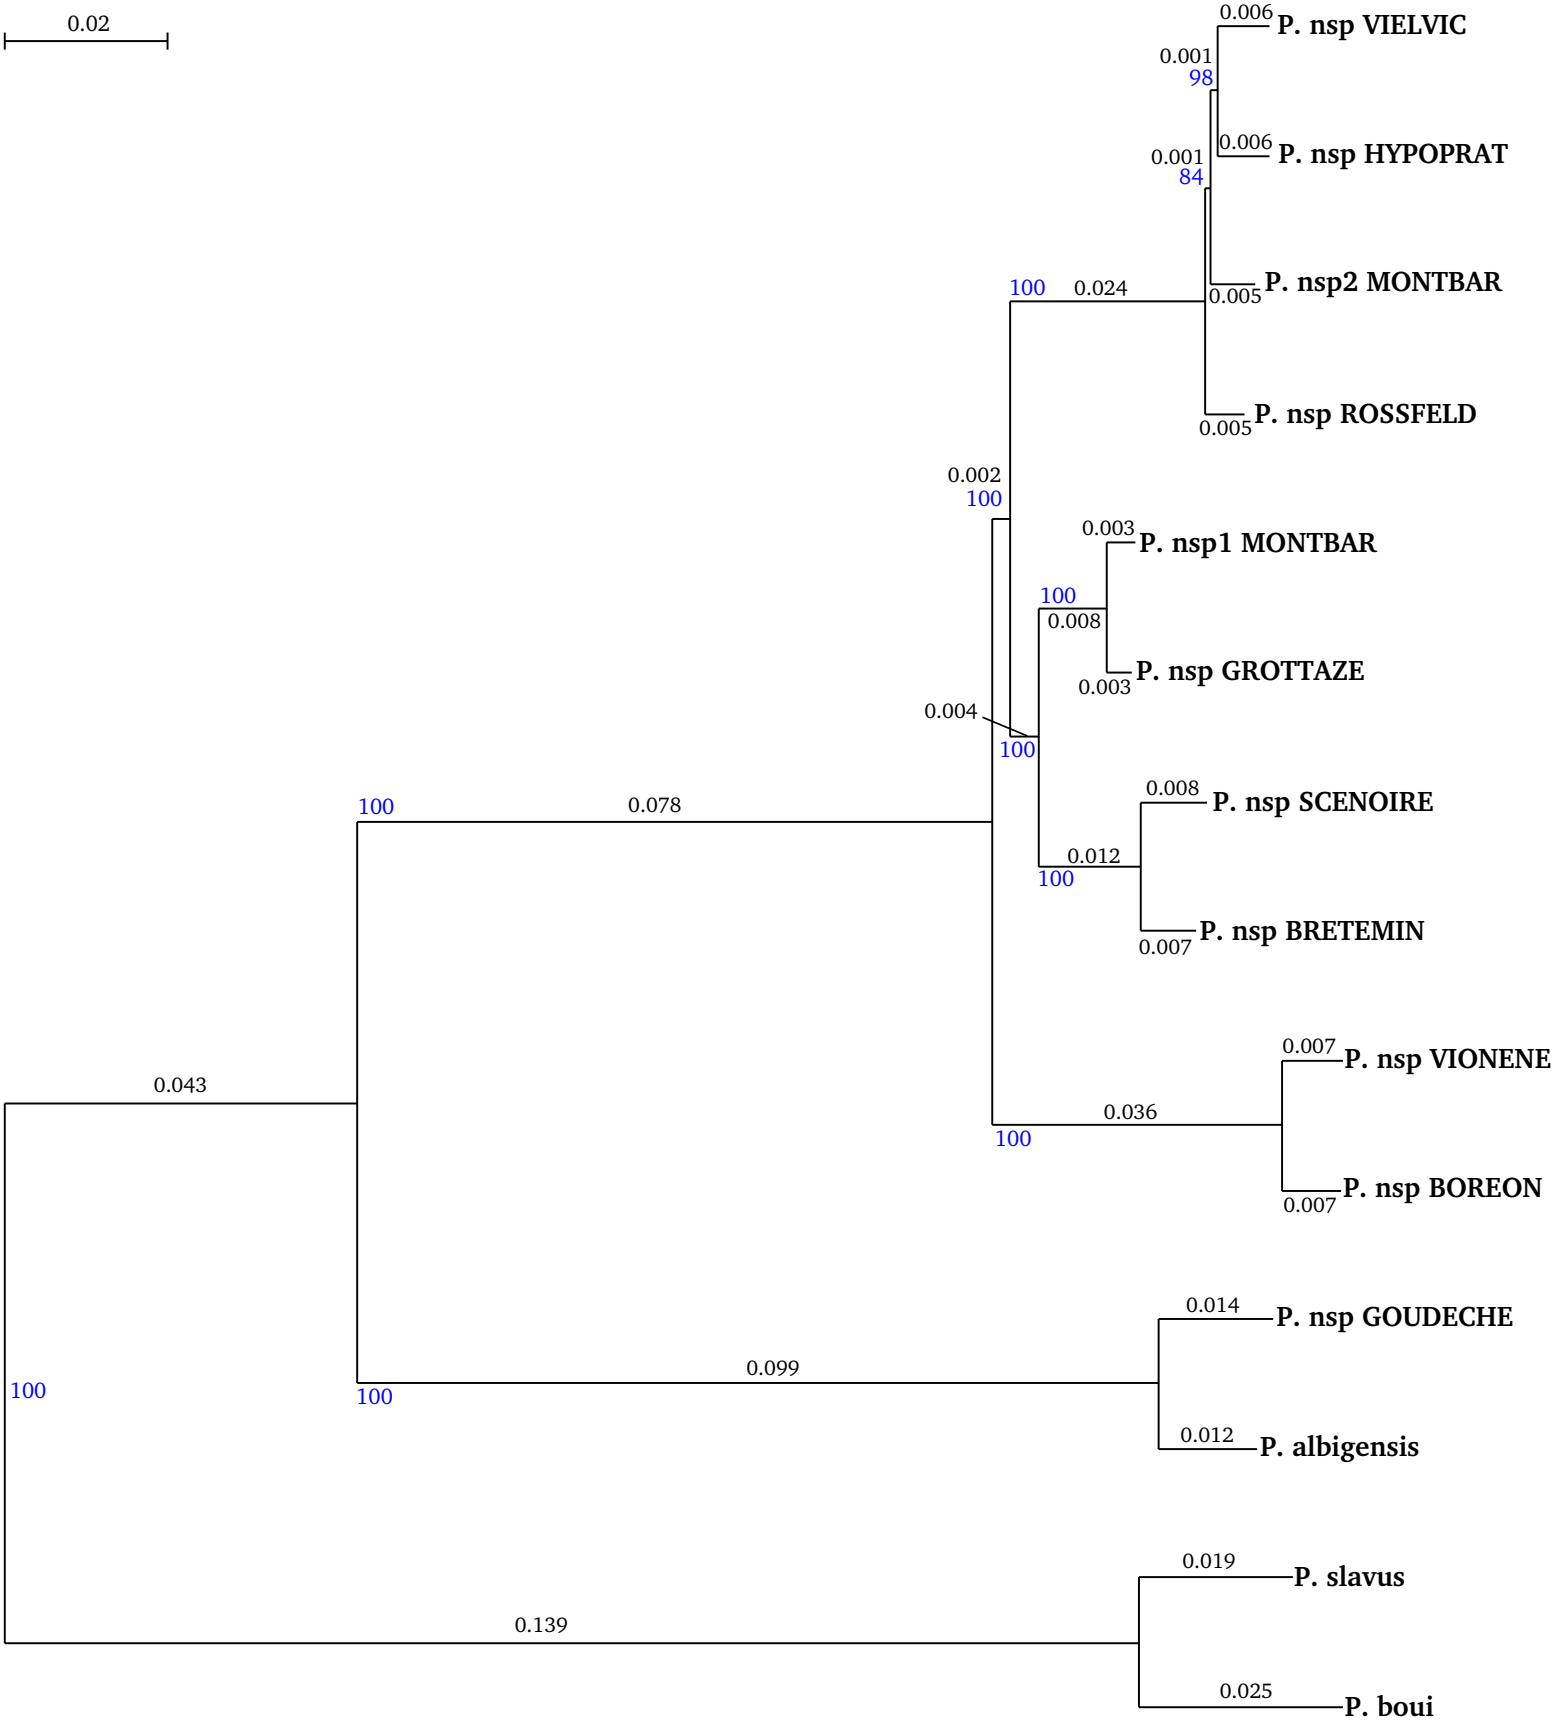 0.02
0.006
P. nsp VIELVIC
0.001
98
0.006
P. nsp HYPOPRAT
0.001
84
P. nsp2 MONTBAR
0.005
100
0.024
P. nsp ROSSFELD
0.005
0.002
100
0.003
P. nsp1 MONTBAR
100
0.008
P. nsp GROTTAZE
0.003
0.004
100
0.008
P. nsp SCENOIRE
100
0.078
0.012
100
P. nsp BRETEMIN
0.007
0.007
P. nsp VIONENE
0.043
0.036
100
P. nsp BOREON
0.007
0.014
P. nsp GOUDECHE
0.099
100
100
0.012
P. albigensis
0.019
P. slavus
0.139
0.025
P. boui